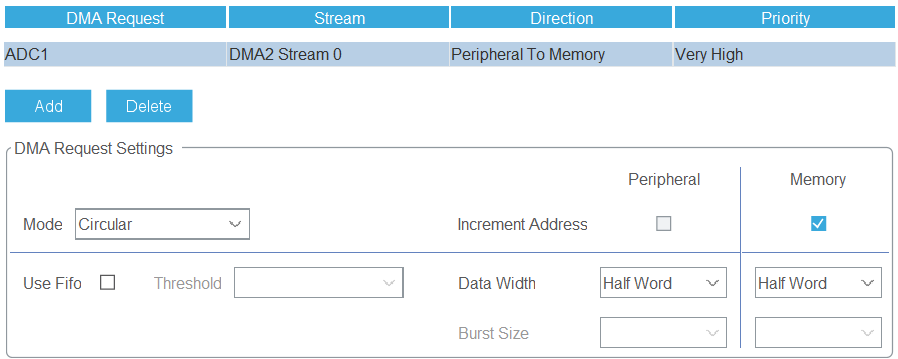 DMA Request Stream Direction Priority
ADC1 DMA2 Stream 0 Peripheral To Memory Very High
Add Delete
DMA Request Settings
Peripheral Memory
Mode Circular Increment Address
Use Fifo Threshold Data Width Half Word Half Word
Burst Size